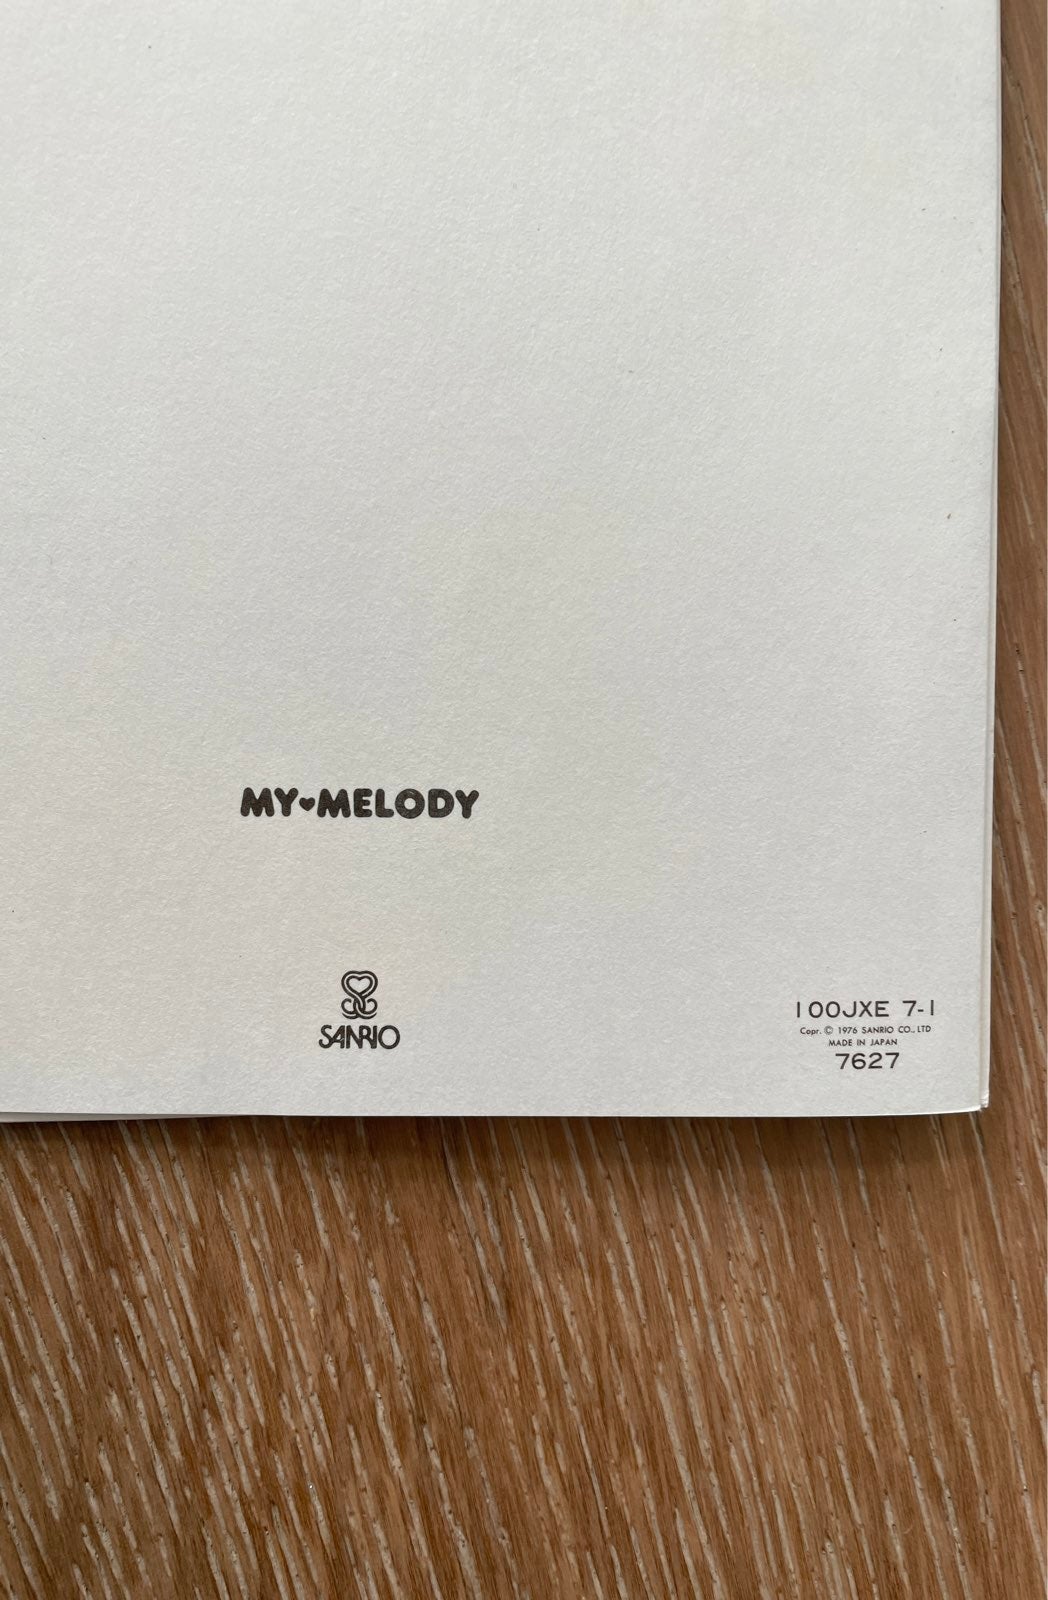 MY♥MELODY
SANRIO
100JXE 7-1
Copr. © 1976 SANRIO CO., LTD
MADE IN JAPAN
7627